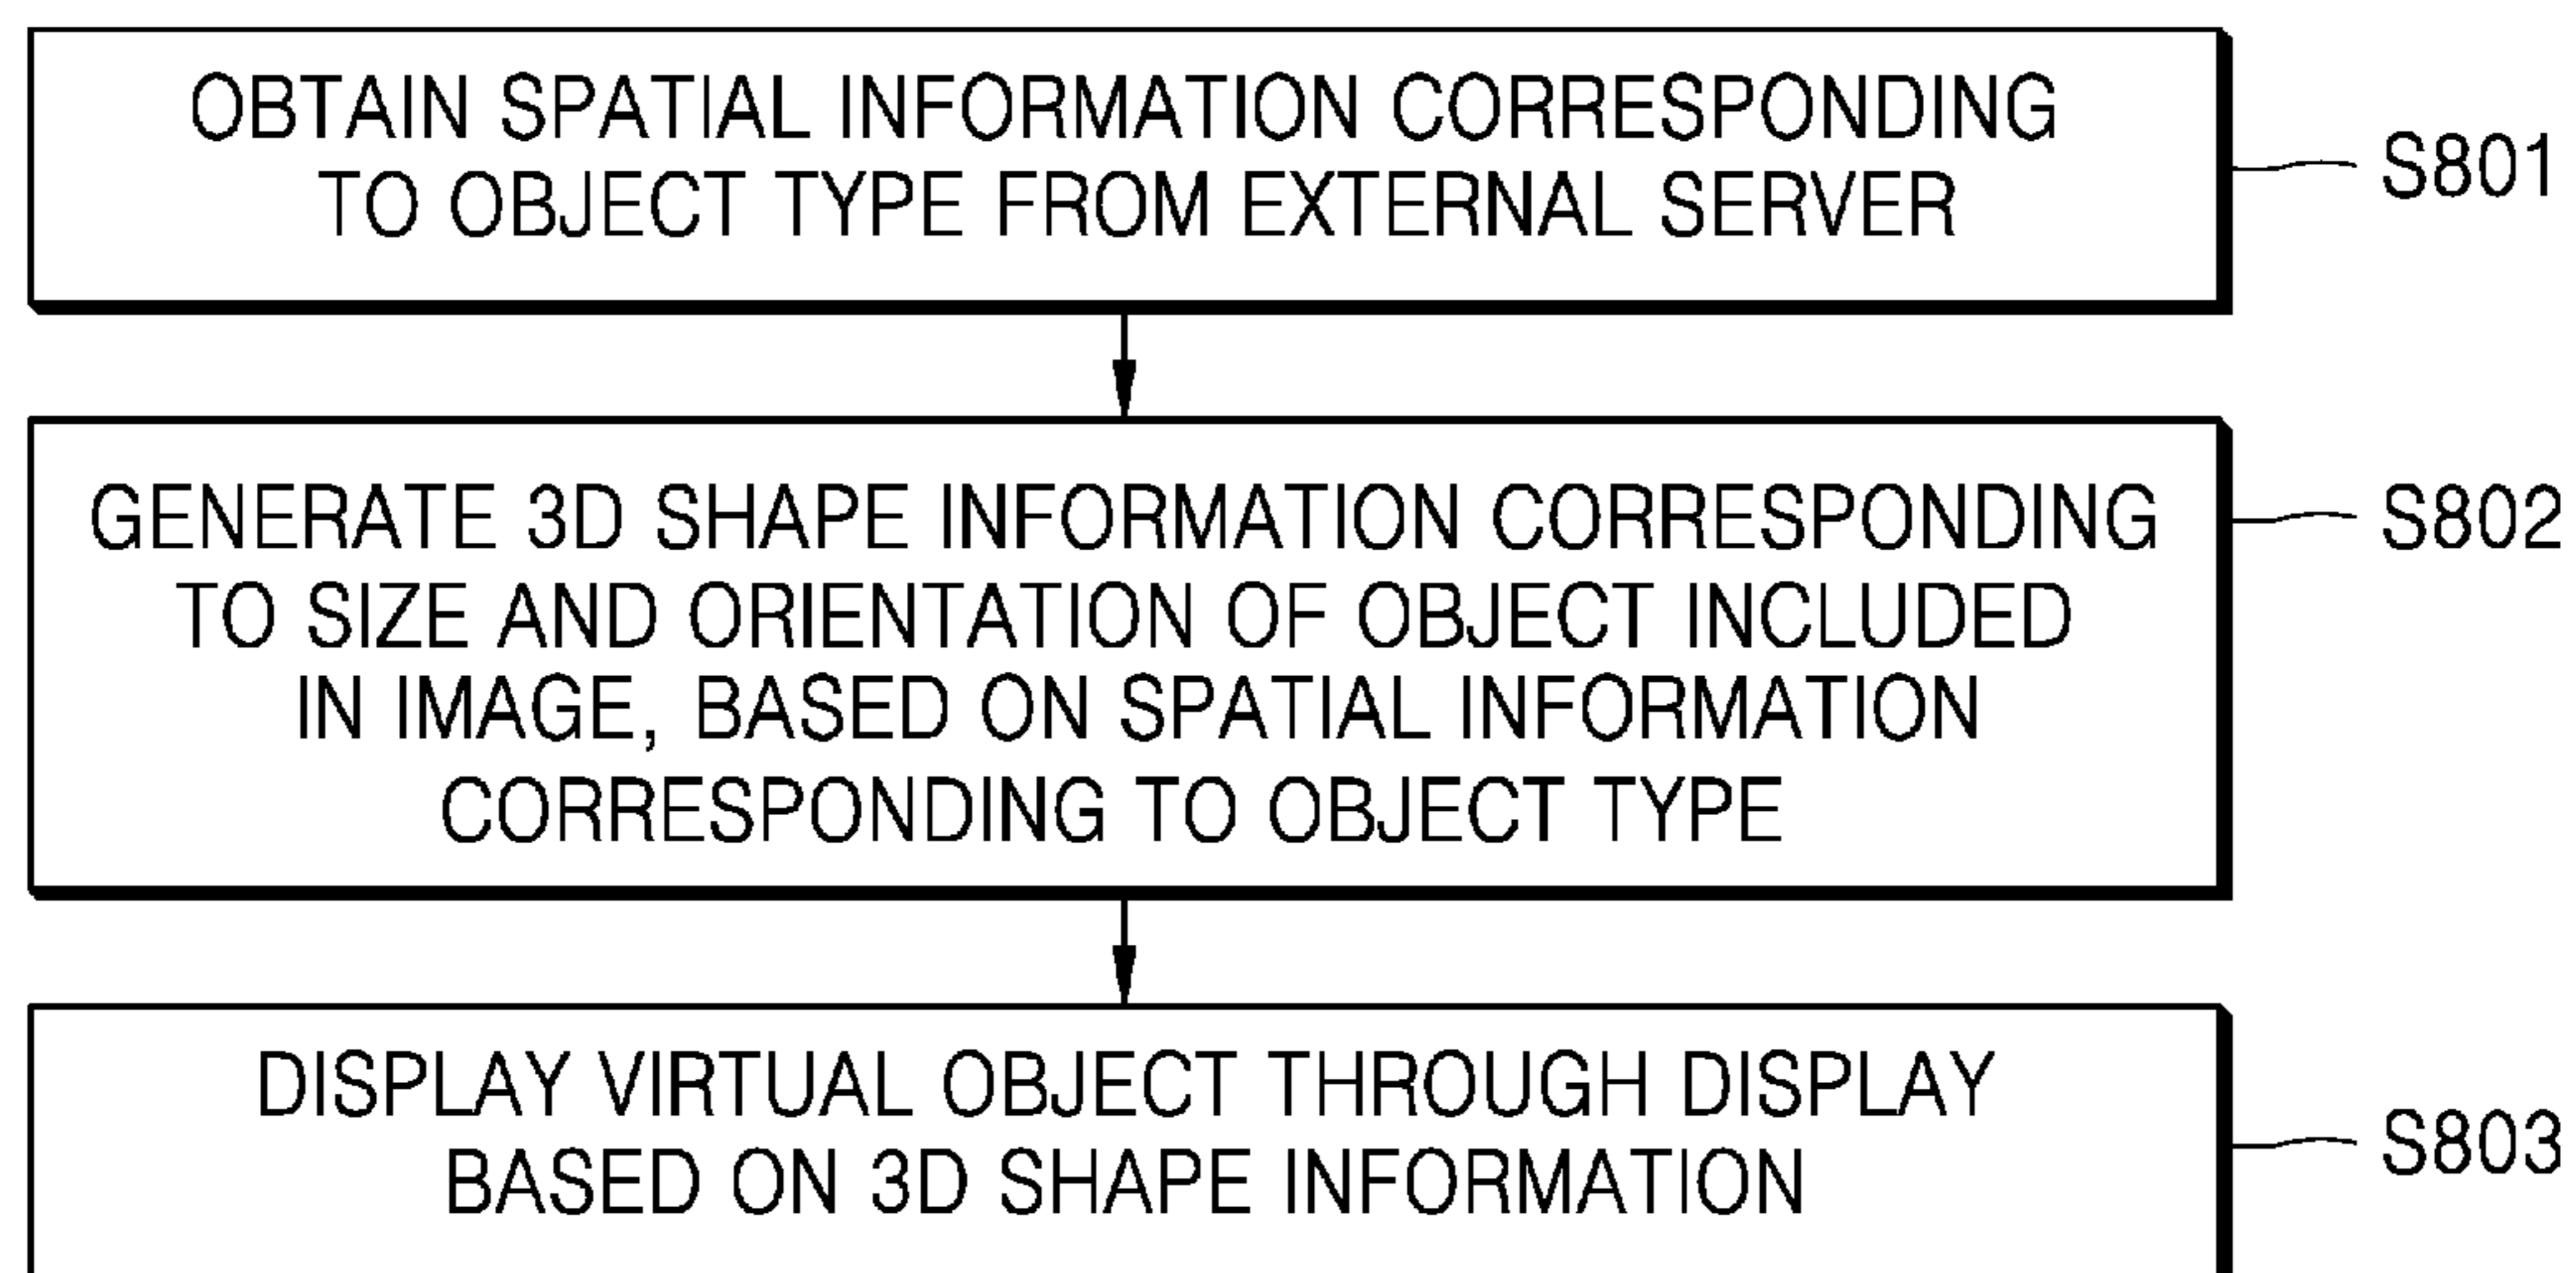 OBTAIN SPATIAL INFORMATION CORRESPONDING
TO OBJECT TYPE FROM EXTERNAL SERVER
S801
GENERATE 3D SHAPE INFORMATION CORRESPONDING
TO SIZE AND ORIENTATION OF OBJECT INCLUDED
IN IMAGE, BASED ON SPATIAL INFORMATION
CORRESPONDING TO OBJECT TYPE
S802
DISPLAY VIRTUAL OBJECT THROUGH DISPLAY
BASED ON 3D SHAPE INFORMATION
S803